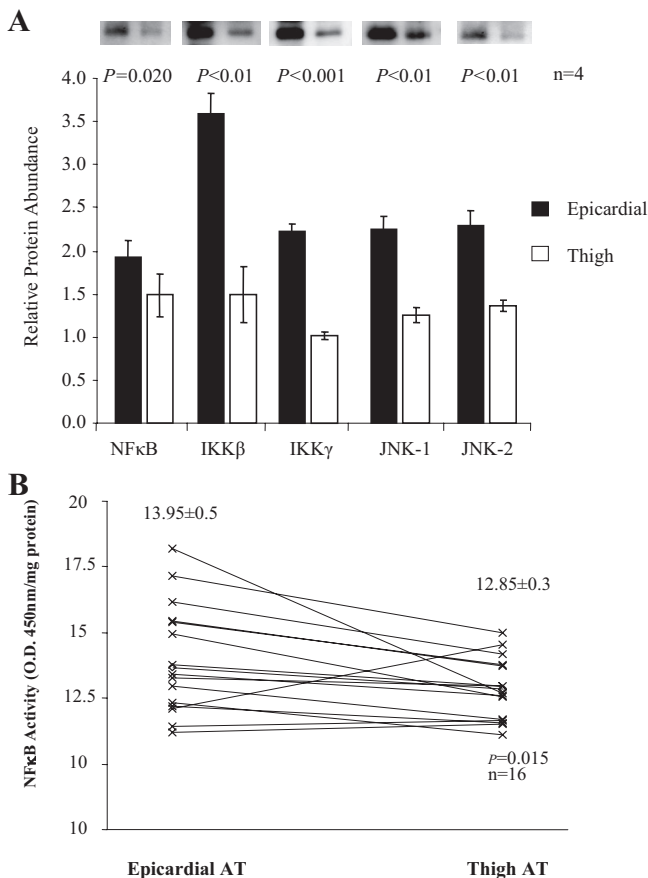 A
P=0.020 P<0.01 P<0.001 P<0.01 P<0.01 n=4
4.0
3.5
3.0
2.5
2.0
1.5
1.0
0.5
0.0
Relative Protein Abundance
Epicardial
Thigh
NFκB IKKβ IKKγ JNK-1 JNK-2
B
20
17.5
15
12.5
10
10
NFκB Activity (O.D. 450nm/mg protein)
13.95±0.5
12.85±0.3
P=0.015
n=16
Epicardial AT Thigh AT